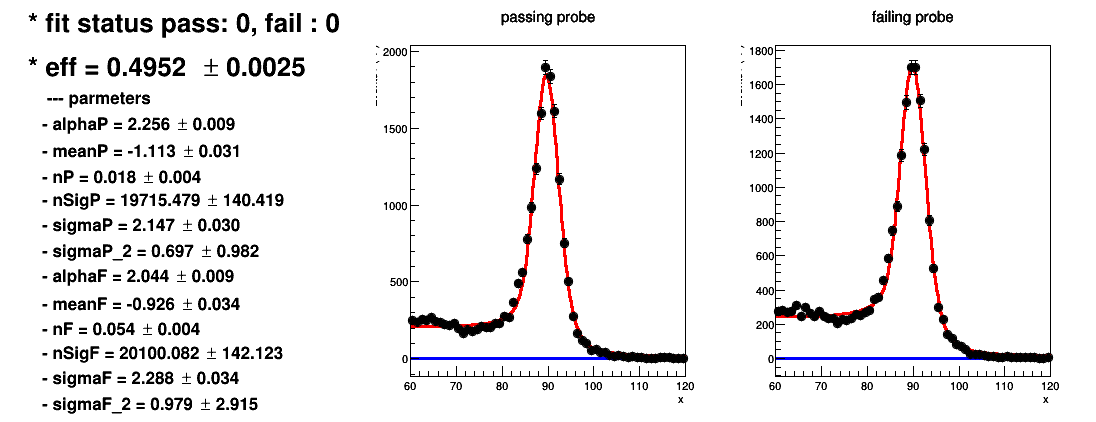 * fit status pass: 0, fail : 0
* eff = 0.4952 ± 0.0025
--- parmeters
- alphaP = 2.256 ± 0.009
- meanP = -1.113 ± 0.031
- nP = 0.018 ± 0.004
- nSigP = 19715.479 ± 140.419
- sigmaP = 2.147 ± 0.030
- sigmaP_2 = 0.697 ± 0.982
- alphaF = 2.044 ± 0.009
- meanF = -0.926 ± 0.034
- nF = 0.054 ± 0.004
- nSigF = 20100.082 ± 142.123
- sigmaF = 2.288 ± 0.034
- sigmaF_2 = 0.979 ± 2.915
passing probe
2000
1500
1000
500
0
60 70 80 90 100 110 120
x
failing probe
1800
1600
1400
1200
1000
800
600
400
200
0
60 70 80 90 100 110 120
x